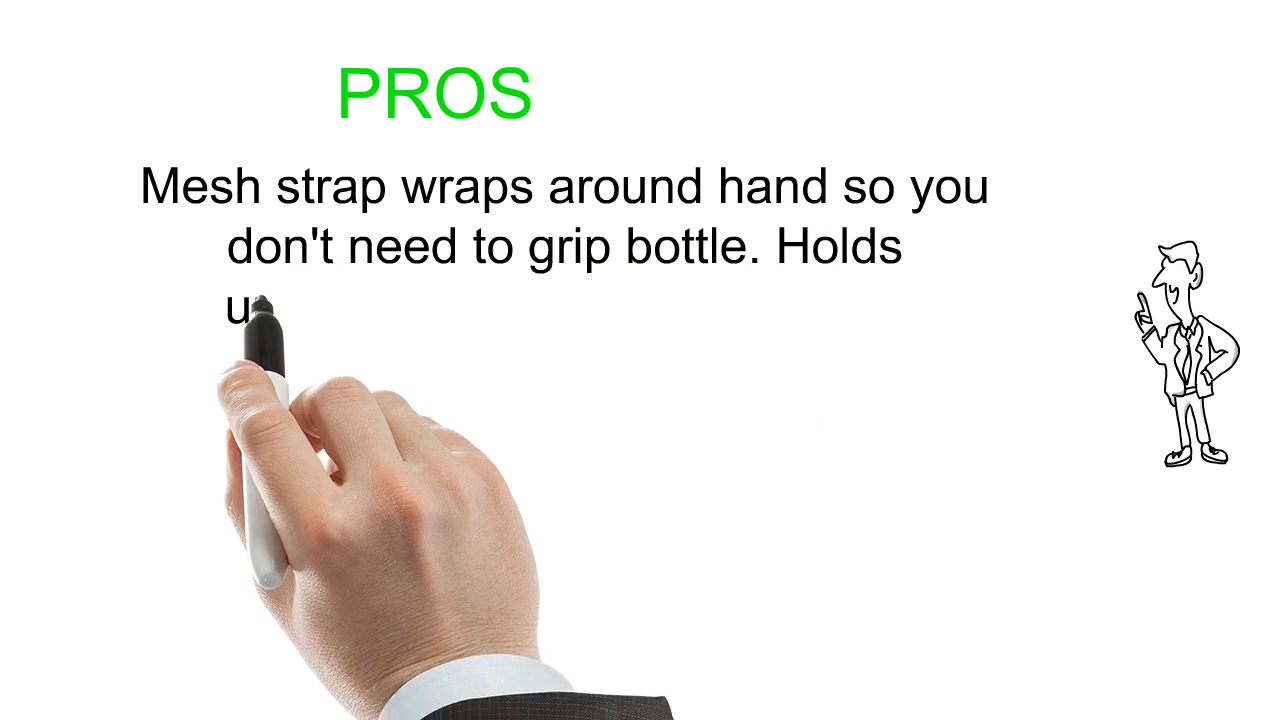 PROS
Mesh strap wraps around hand so you
don't need to grip bottle. Holds
u